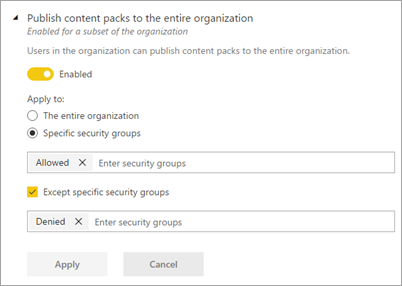 Publish content packs to the entire organization
Enabled for a subset of the organization
Users in the organization can publish content packs to the entire organization.
Enabled
Apply to:
The entire organization
Specific security groups
Allowed Enter security groups
Except specific security groups
Denied Enter security groups
Apply Cancel